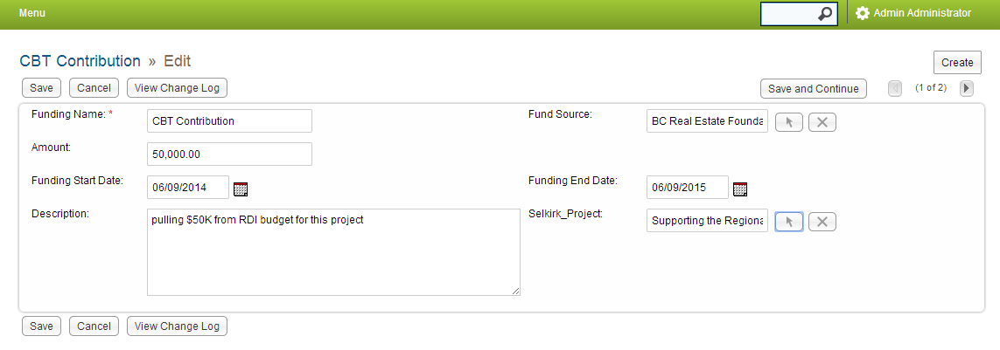 Menu
Admin Administrator
CBT Contribution » Edit
Create
Save Cancel View Change Log Save and Continue (1 of 2)
Funding Name: * CBT Contribution Fund Source: BC Real Estate Founda
Amount: 50,000.00
Funding Start Date: 06/09/2014 Funding End Date: 06/09/2015
Description: pulling $50K from RDI budget for this project Selkirk_Project: Supporting the Regiona
Save Cancel View Change Log